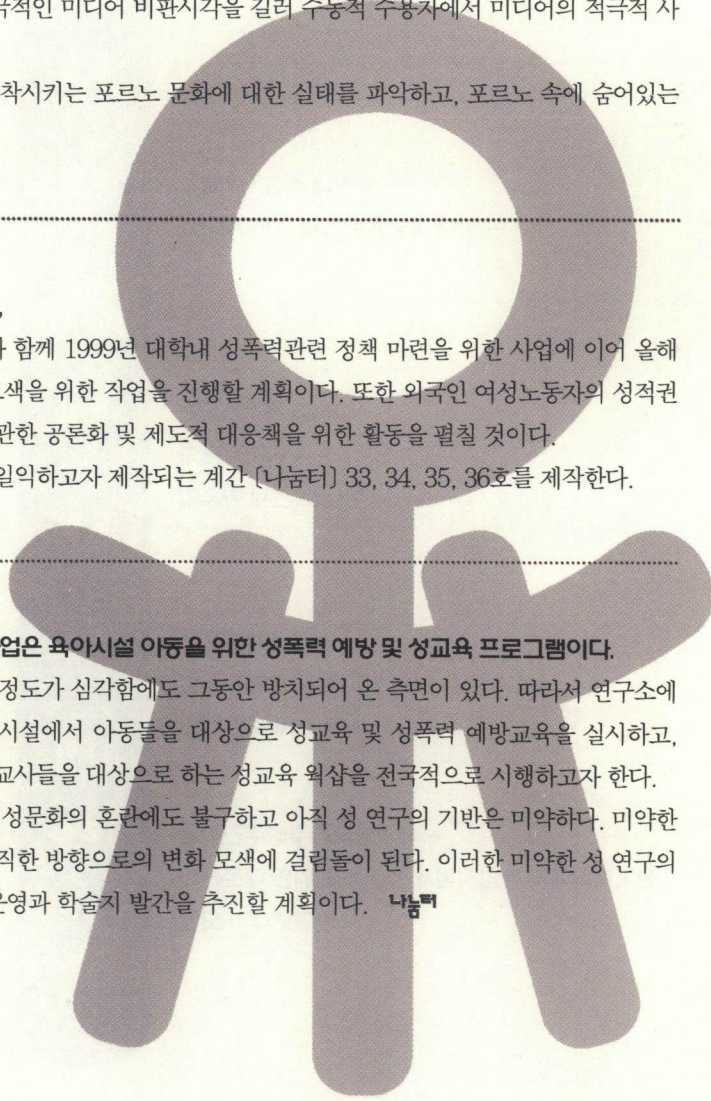 극적인 미디어 비판시각을 길러 수동적 수용자에서 미디어의 적극적 사
착시키는 포르노 문화에 대한 실태를 파악하고, 포르노 속에 숨어있는
함께 1999년 대학내 성폭력관련 정책 마련을 위한 사업에 이어 올해
색을 위한 작업을 진행할 계획이다. 또한 외국인 여성노동자의 성적권
관한 공론화 및 제도적 대응책을 위한 활동을 펼칠 것이다.
일익하고자 제작되는 계간 〔나눔터〕 33, 34, 35, 36호를 제작한다.
업은 육아시설 아동을 위한 성폭력 예방 및 성교육 프로그램이다.
정도가 심각함에도 그동안 방치되어 온 측면이 있다. 따라서 연구소에
시설에서 아동들을 대상으로 성교육 및 성폭력 예방교육을 실시하고,
교사들을 대상으로 하는 성교육 웍샵을 전국적으로 시행하고자 한다.
성문화의 혼란에도 불구하고 아직 성 연구의 기반은 미약하다. 미약한
직한 방향으로의 변화 모색에 걸림돌이 된다. 이러한 미약한 성 연구의
운영과 학술지 발간을 추진할 계획이다. 나눔터